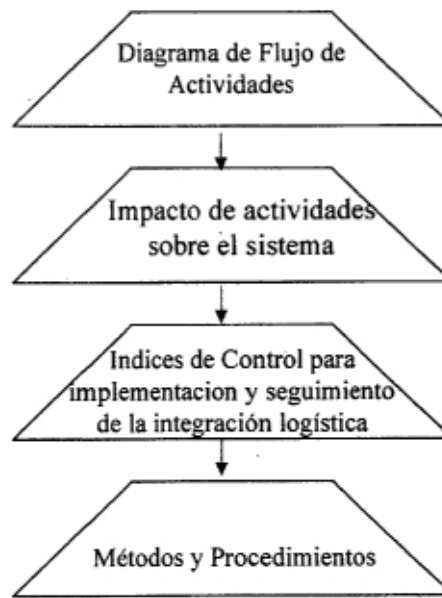 Diagrama de Flujo de
Actividades
Impacto de actividades
sobre el sistema
Indices de Control para
implementacion y seguimiento
de la integración logística
Métodos y Procedimientos